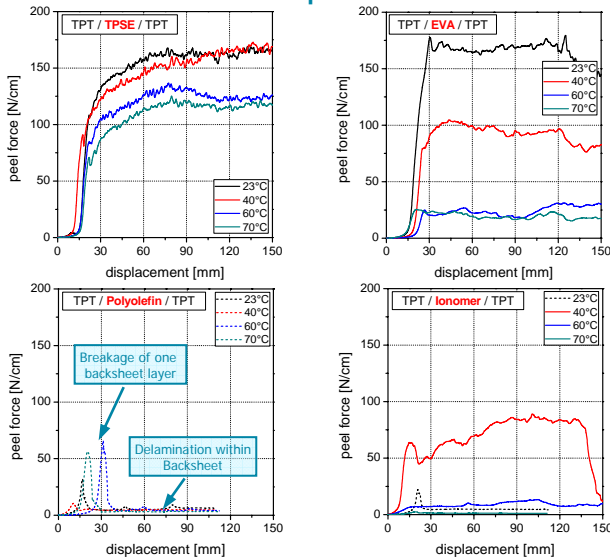 TPT / TPSE / TPT
200
150
100
50
0
peel force [N/cm]
23°C
40°C
60°C
70°C
0 30 60 90 120 150
displacement [mm]
TPT / EVA / TPT
200
150
100
50
0
peel force [N/cm]
23°C
40°C
60°C
70°C
0 30 60 90 120 150
displacement [mm]
TPT / Polyolefin / TPT
200
150
100
50
0
peel force [N/cm]
23°C
40°C
60°C
70°C
Breakage of one
backsheet layer
Delamination within
Backsheet
0 30 60 90 120 150
displacement [mm]
TPT / Ionomer / TPT
200
150
100
50
0
peel force [N/cm]
23°C
40°C
60°C
70°C
0 30 60 90 120 150
displacement [mm]